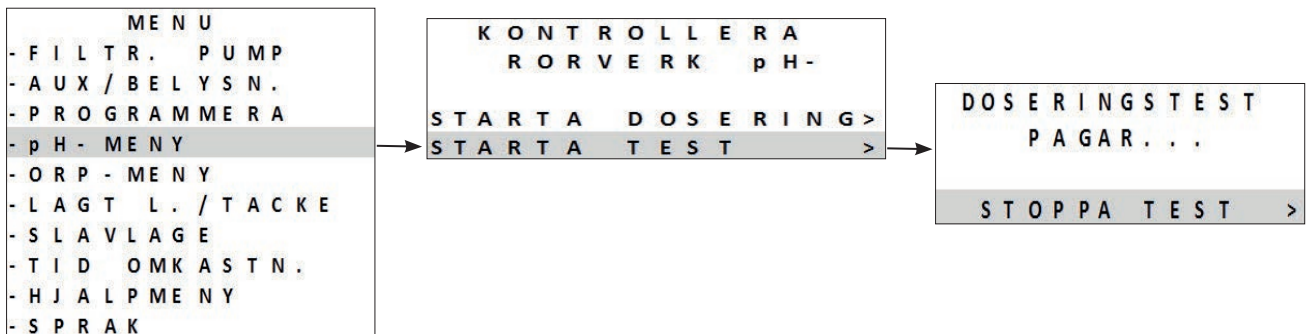 MENU
- FILTR. PUMP
- AUX/BELYSN.
- PROGRAMMERA
- pH- MENY
- ORP-MENY
- LAGT L./TACKE
- SLAVLAGE
- TID OMKASTN.
- HJALPMENY
- SPRAK
KONTROLLERA
RORVERK pH-
STARTA DOSERING>
STARTA TEST >
DOSERINGSTEST
PAGAR...
STOPPA TEST >